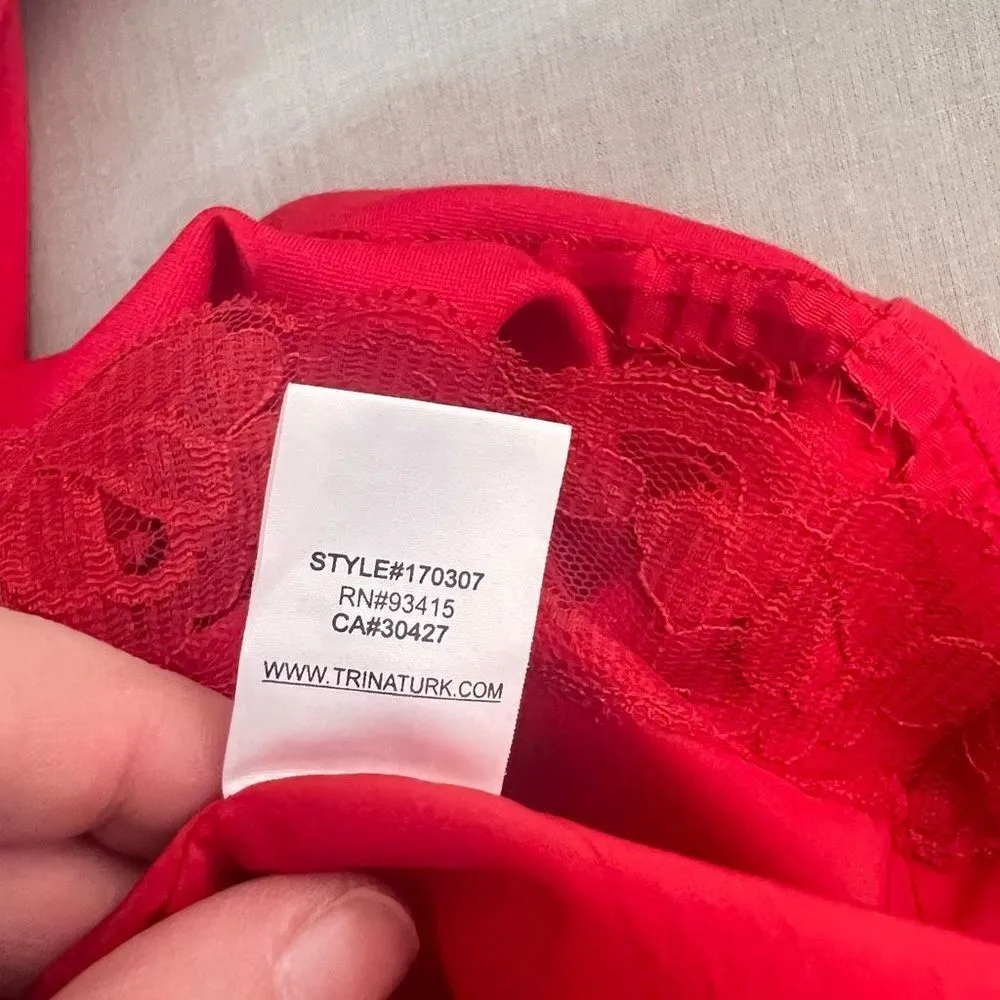 STYLE#170307
RN#93415
CA#30427
WWW.TRINATURK.COM